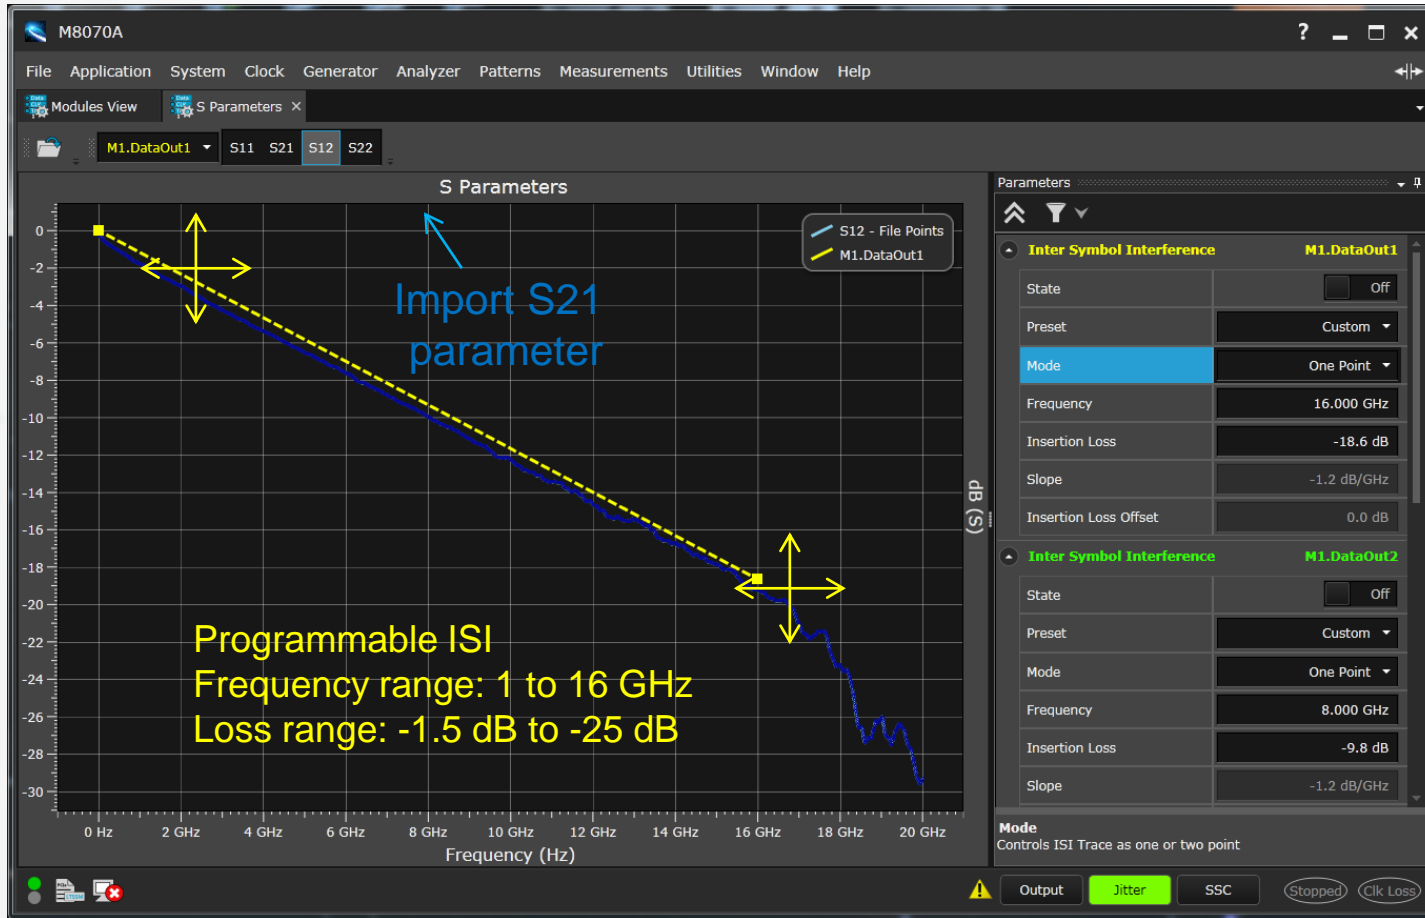 M8070A
?
File Application System Clock Generator Analyzer Patterns Measurements Utilities Window Help
Modules View
S Parameters
M1.DataOut1 S11 S21 S12 S22
S Parameters
S12 - File Points
M1.DataOut1
Import S21
parameter
0
-2
-4
-6
-8
-10
-12
-14
-16
-18
-20
-22
-24
-26
-28
-30
dB (S)
Programmable ISI
Frequency range: 1 to 16 GHz
Loss range: -1.5 dB to -25 dB
0 Hz 2 GHz 4 GHz 6 GHz 8 GHz 10 GHz 12 GHz 14 GHz 16 GHz 18 GHz 20 GHz
Frequency (Hz)
Parameters
Inter Symbol Interference M1.DataOut1
State Off
Preset Custom
Mode One Point
Frequency 16.000 GHz
Insertion Loss -18.6 dB
Slope -1.2 dB/GHz
Insertion Loss Offset 0.0 dB
Inter Symbol Interference M1.DataOut2
State Off
Preset Custom
Mode One Point
Frequency 8.000 GHz
Insertion Loss -9.8 dB
Slope -1.2 dB/GHz
Mode
Controls ISI Trace as one or two point
Output Jitter SSC Stopped Clk Loss